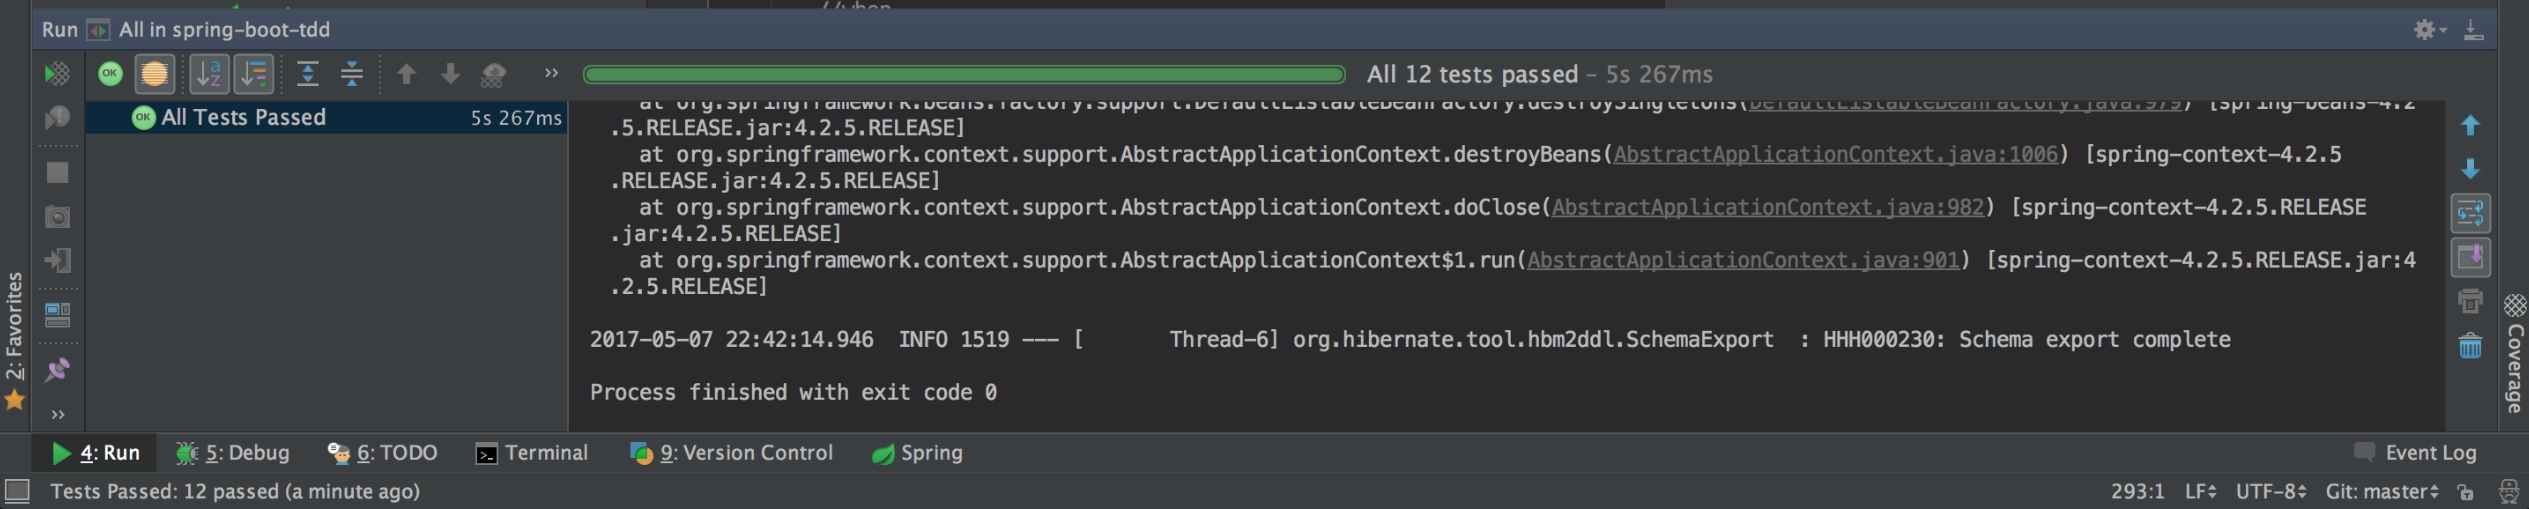 //when
Run All in spring-boot-tdd
All 12 tests passed – 5s 267ms
OK All Tests Passed 5s 267ms
at org.springframework.beans.factory.support.DefaultListableBeanFactory.destroySingletons(DefaultListableBeanFactory.java:979) [spring-beans-4.2
.5.RELEASE.jar:4.2.5.RELEASE]
at org.springframework.context.support.AbstractApplicationContext.destroyBeans(AbstractApplicationContext.java:1006) [spring-context-4.2.5
.RELEASE.jar:4.2.5.RELEASE]
at org.springframework.context.support.AbstractApplicationContext.doClose(AbstractApplicationContext.java:982) [spring-context-4.2.5.RELEASE
.jar:4.2.5.RELEASE]
at org.springframework.context.support.AbstractApplicationContext$1.run(AbstractApplicationContext.java:901) [spring-context-4.2.5.RELEASE.jar:4
.2.5.RELEASE]
2017-05-07 22:42:14.946  INFO 1519 --- [       Thread-6] org.hibernate.tool.hbm2ddl.SchemaExport  : HHH000230: Schema export complete
Process finished with exit code 0
2: Favorites
Coverage
4: Run 5: Debug 6: TODO Terminal 9: Version Control Spring Event Log
Tests Passed: 12 passed (a minute ago) 293:1 LF UTF-8 Git: master